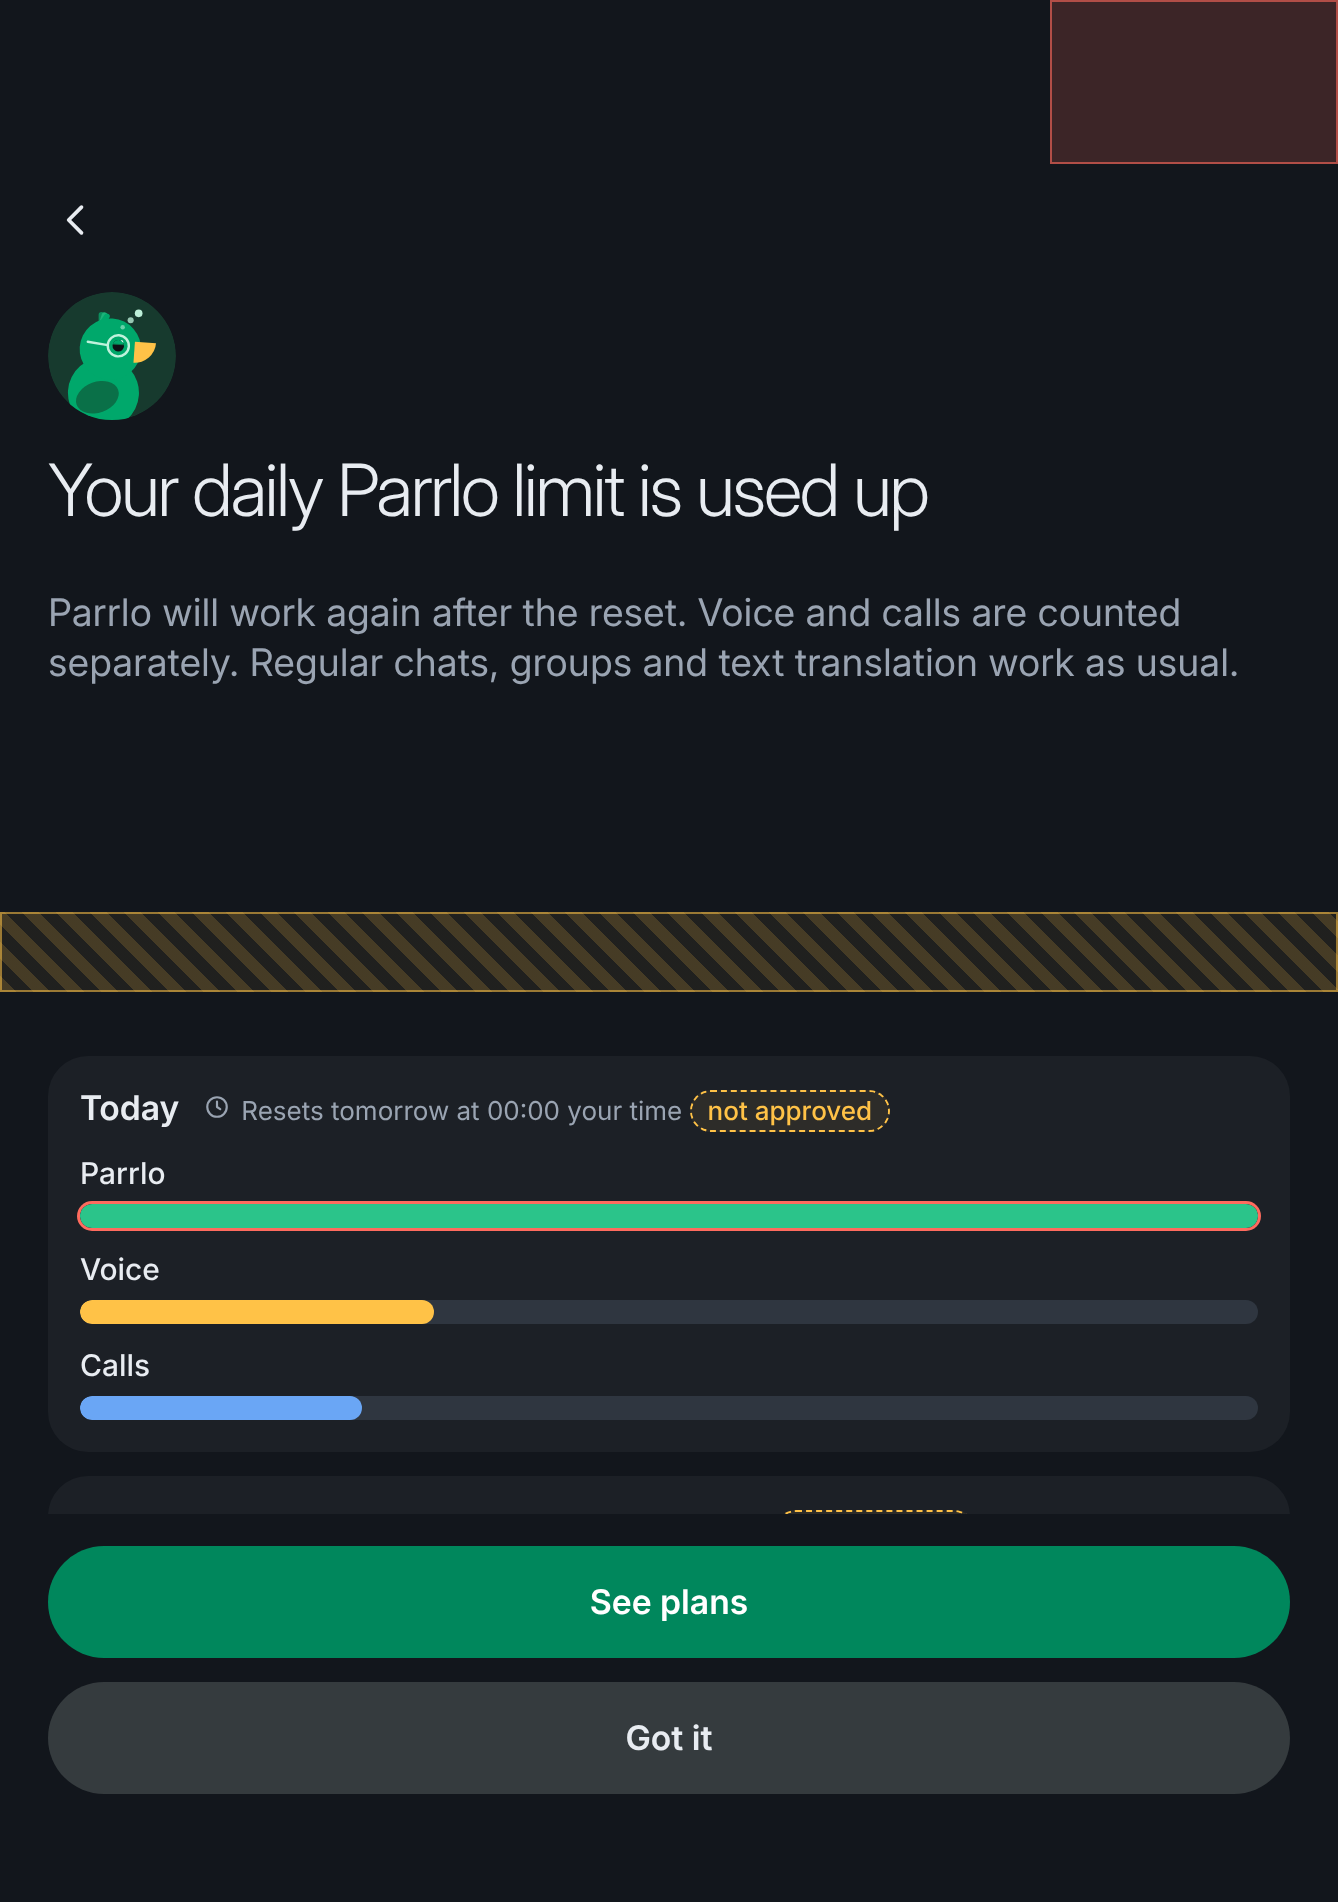 Your daily Parrlo limit is used up
Parrlo will work again after the reset. Voice and calls are counted
separately. Regular chats, groups and text translation work as usual.
Today Resets tomorrow at 00:00 your time not approved
Parrlo
Voice
Calls
See plans
Got it